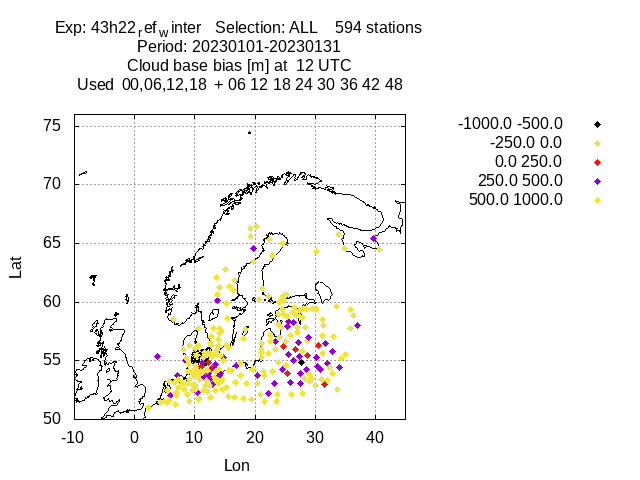 Exp: 43h22refwinter   Selection: ALL    594 stations
Period: 20230101-20230131
Cloud base bias [m] at  12 UTC
Used  00,06,12,18  + 06 12 18 24 30 36 42 48
-1000.0 -500.0
-250.0 0.0
0.0 250.0
250.0 500.0
500.0 1000.0
75
70
65
60
55
50
Lat
-10
0
10
20
30
40
Lon